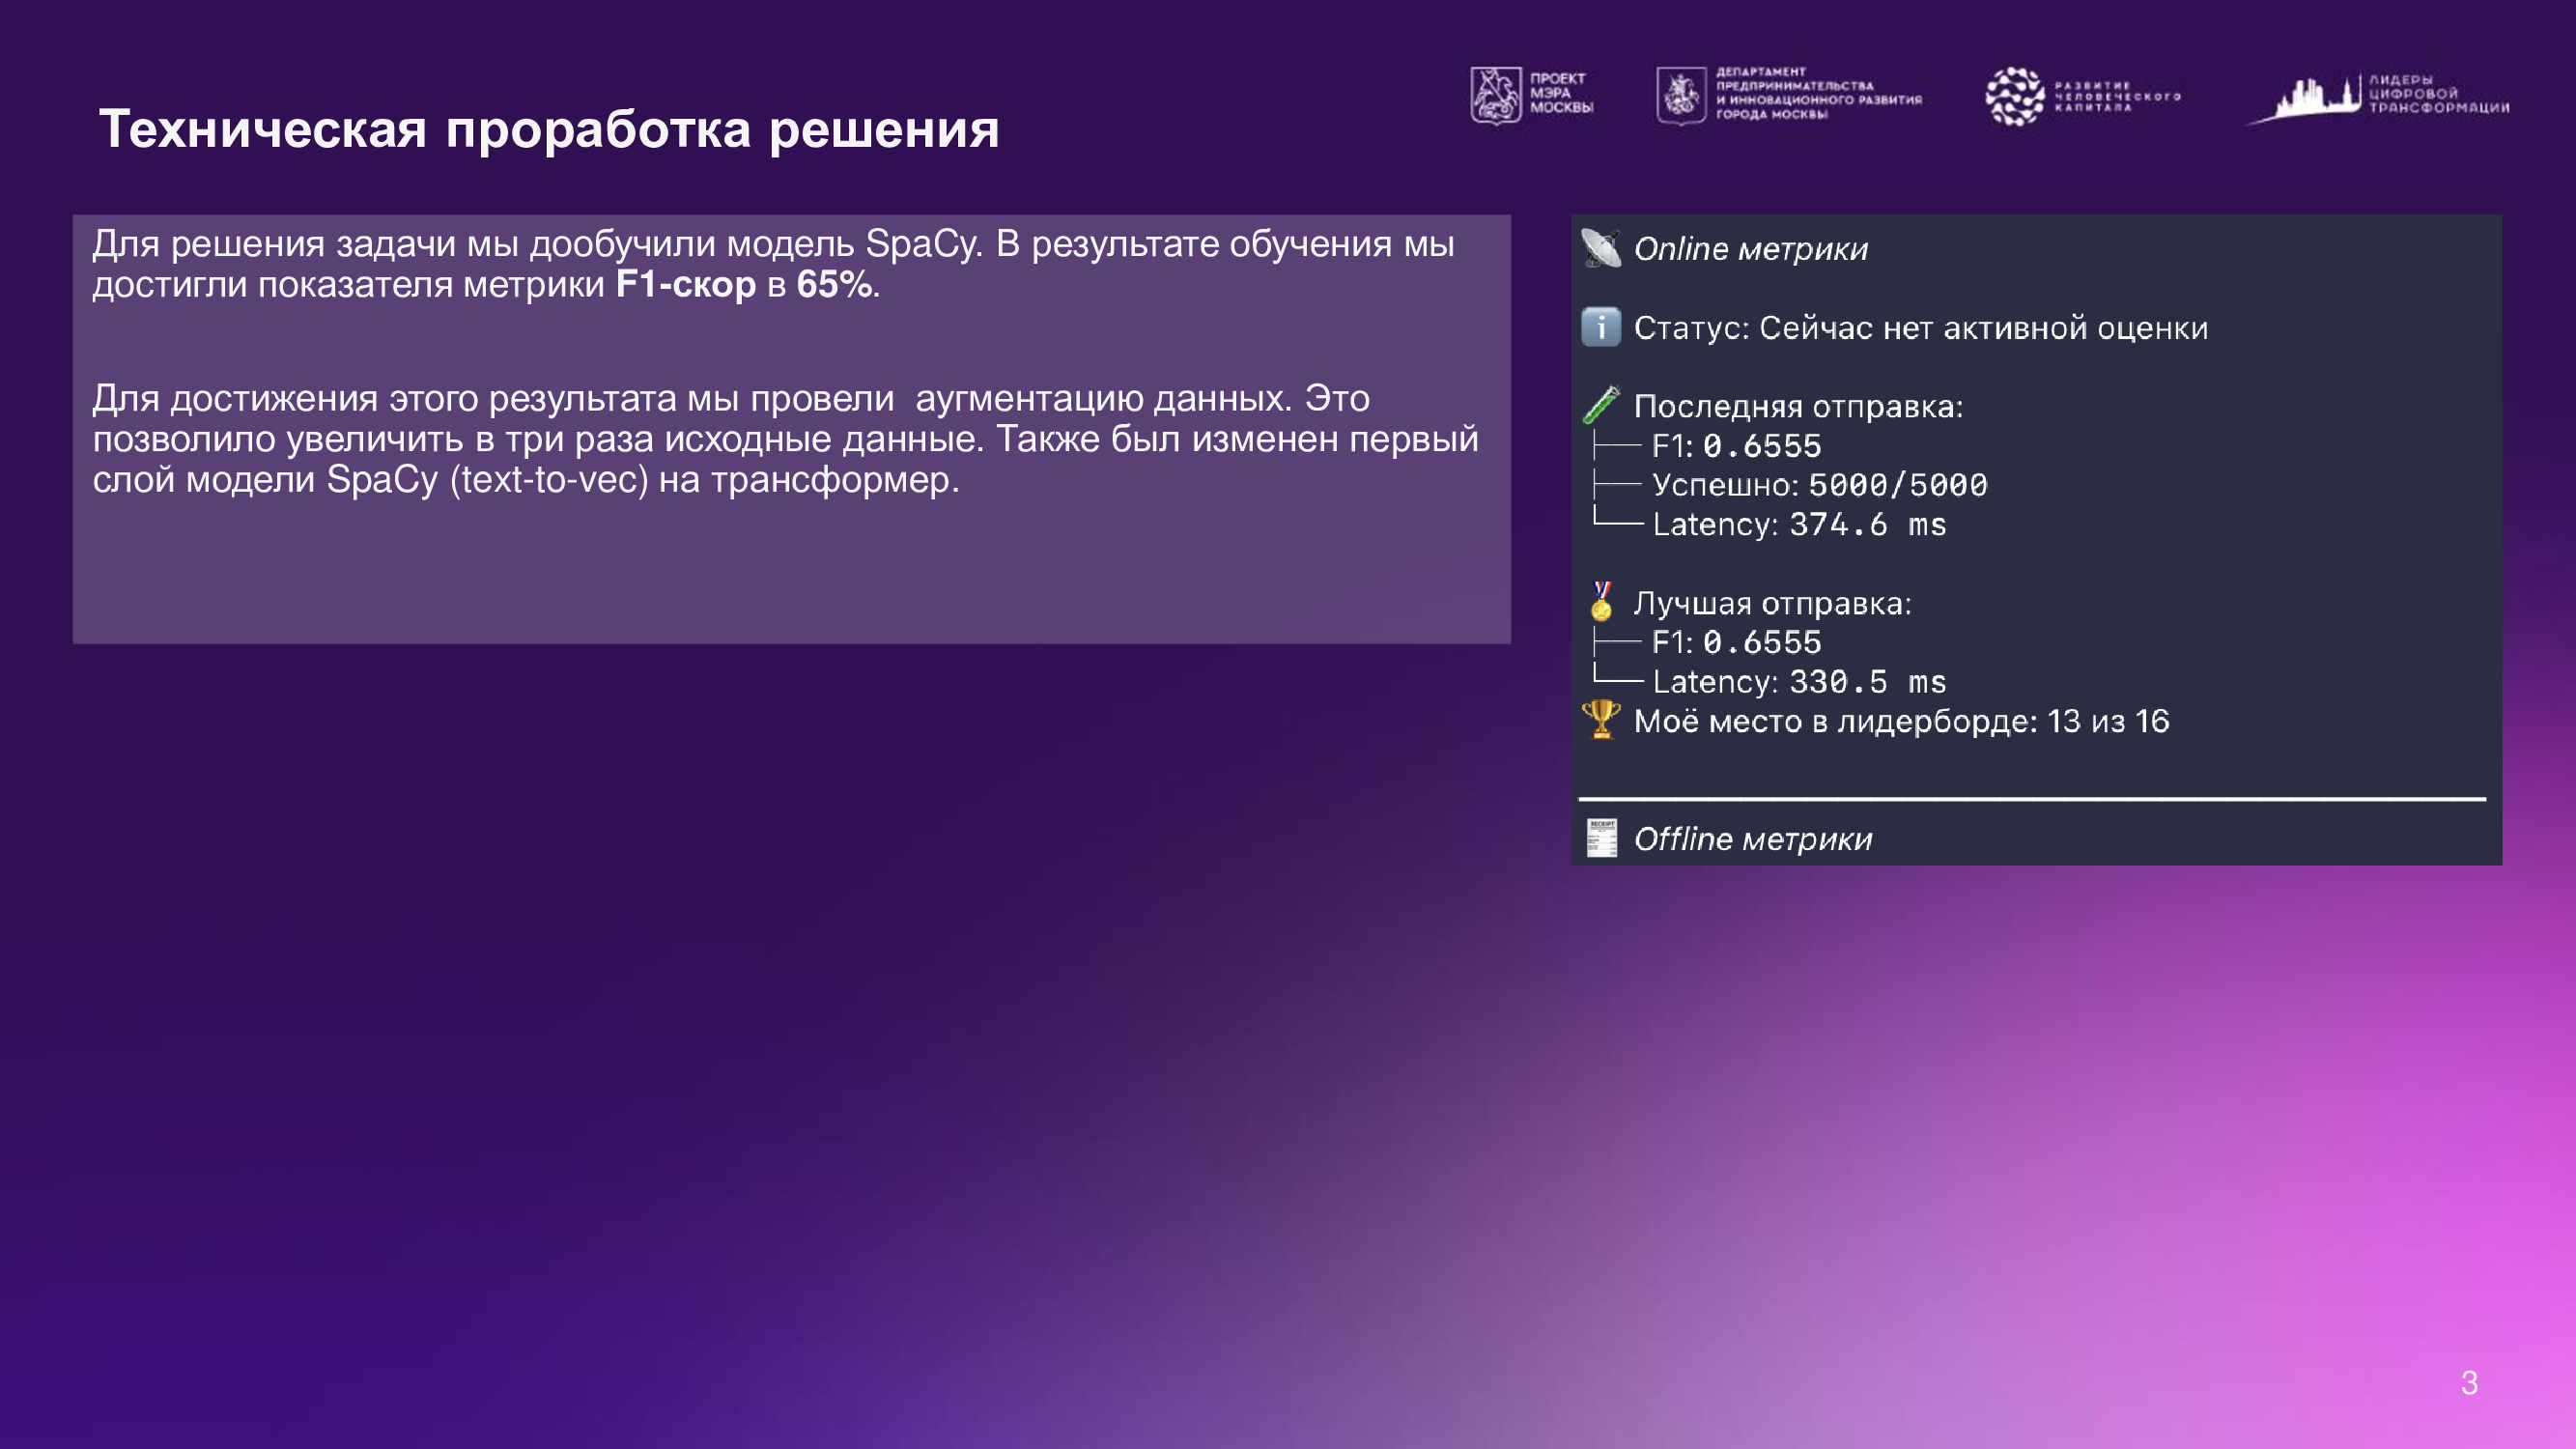 Техническая проработка решения
ПРОЕКТ
МЭРА
МОСКВЫ
ДЕПАРТАМЕНТ
ПРЕДПРИНИМАТЕЛЬСТВА
И ИННОВАЦИОННОГО РАЗВИТИЯ
ГОРОДА МОСКВЫ
РАЗВИТИЕ
ЧЕЛОВЕЧЕСКОГО
КАПИТАЛА
ЛИДЕРЫ
ЦИФРОВОЙ
ТРАНСФОРМАЦИИ
Для решения задачи мы дообучили модель SpaCy. В результате обучения мы
достигли показателя метрики F1-скор в 65%.
Для достижения этого результата мы провели  аугментацию данных. Это
позволило увеличить в три раза исходные данные. Также был изменен первый
слой модели SpaCy (text-to-vec) на трансформер.
Online метрики
Статус: Сейчас нет активной оценки
Последняя отправка:
├── F1: 0.6555
├── Успешно: 5000/5000
└── Latency: 374.6 ms
Лучшая отправка:
├── F1: 0.6555
└── Latency: 330.5 ms
Моё место в лидерборде: 13 из 16
RECEIPT
Offline метрики
3